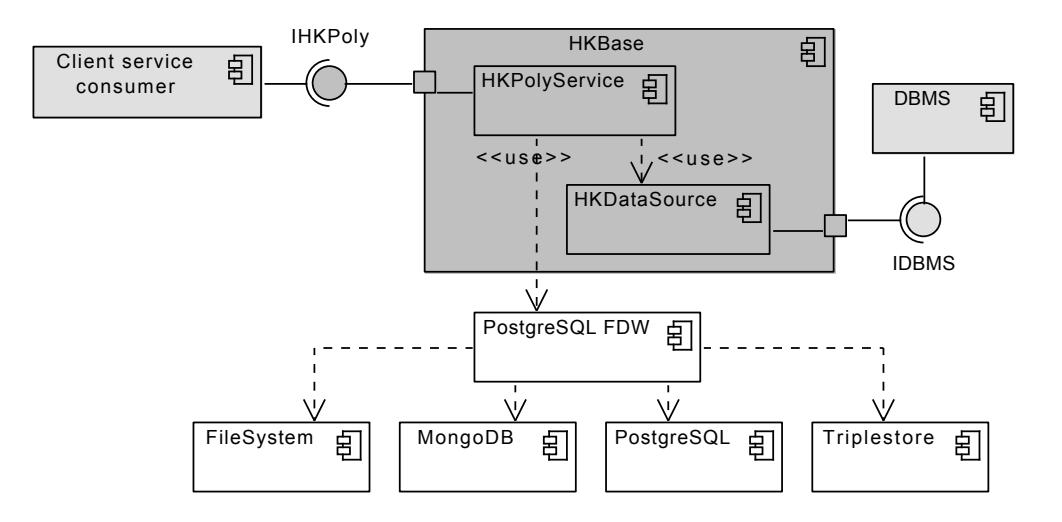 IHKPoly
HKBase
Client service
consumer
HKPolyService
DBMS
<<use>>
<<use>>
HKDataSource
IDBMS
PostgreSQL FDW
FileSystem
MongoDB
PostgreSQL
Triplestore